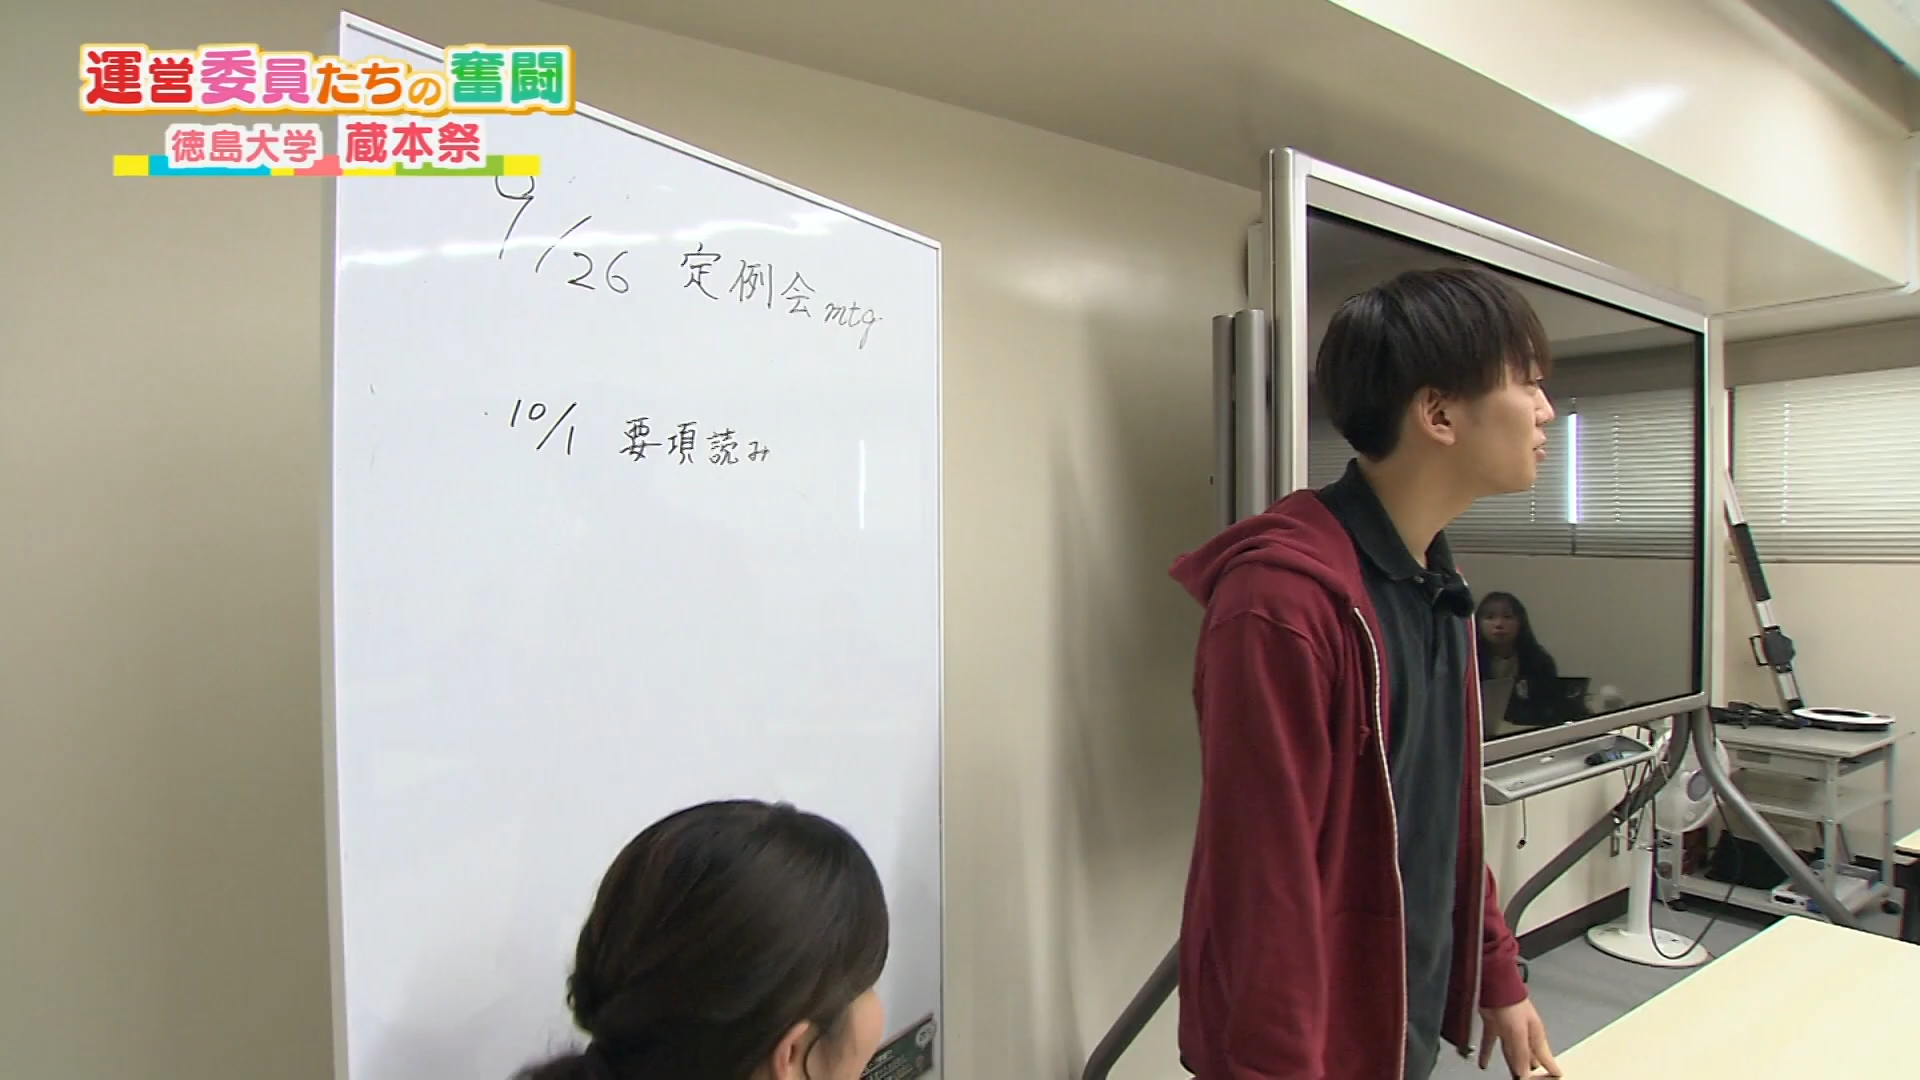 運営委員たちの奮闘
徳島大学 蔵本祭
9/26 定例会mtg
10/1 要項読み